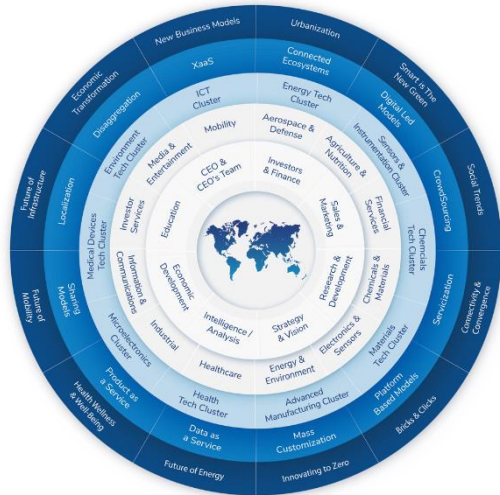 New Business Models
Urbanization
Smart is The
New Green
Social Trends
Connectivity &
Convergence
Bricks & Clicks
Innovating to Zero
Future of Energy
Health Wellness
& Well-Being
Future of
Mobility
Future of
Infrastructure
Economic
Transformation
XaaS
Connected
Ecosystems
Digital Led
Models
CrowdSourcing
Servicization
Platform
Based Models
Mass
Customization
Data as
a Service
Product as
a Service
Sharing
Models
Localization
Disaggregation
ICT
Cluster
Energy Tech
Cluster
Sensors &
Instrumentation Cluster
Chemcials
Tech Cluster
Materials
Tech Cluster
Advanced
Manufacturing Cluster
Health
Tech Cluster
Microelectronics
Cluster
Medical Devices
Tech Cluster
Environment
Tech Cluster
Mobility
Aerospace &
Defense
Agriculture &
Nutrition
Financial
Services
Chemicals &
Materials
Electronics &
Sensors
Energy &
Environment
Healthcare
Industrial
Information &
Communications
Investor
Services
Media &
Entertainment
CEO &
CEO's Team
Investors
& Finance
Sales &
Marketing
Research &
Development
Strategy
& Vision
Intelligence /
Analysis
Economic
Development
Education